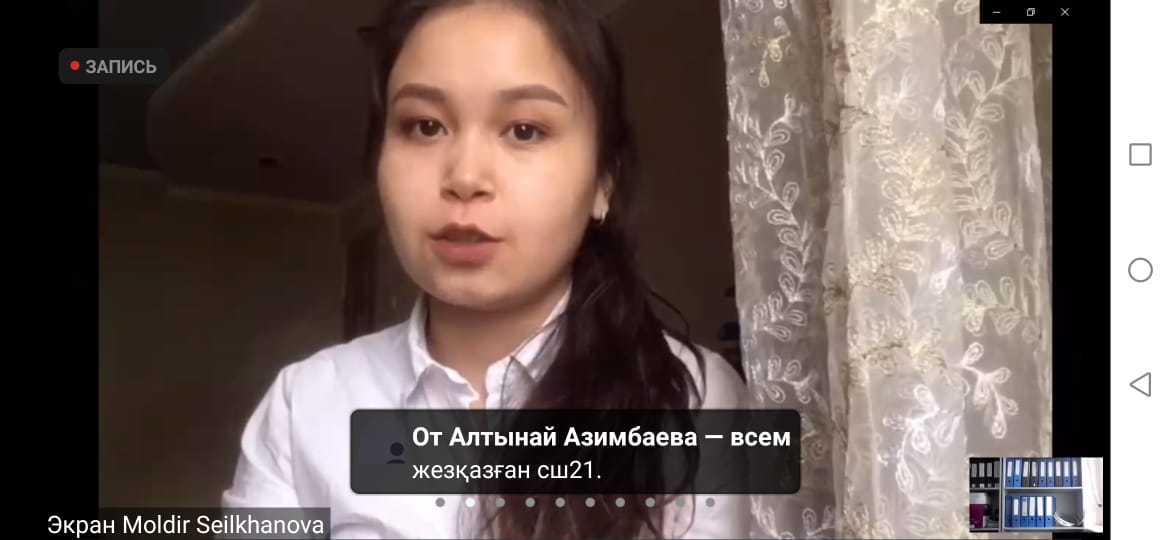 ЗАПИСЬ
От Алтынай Азимбаева — всем
жезқазған сш21.
Экран Moldir Seilkhanova